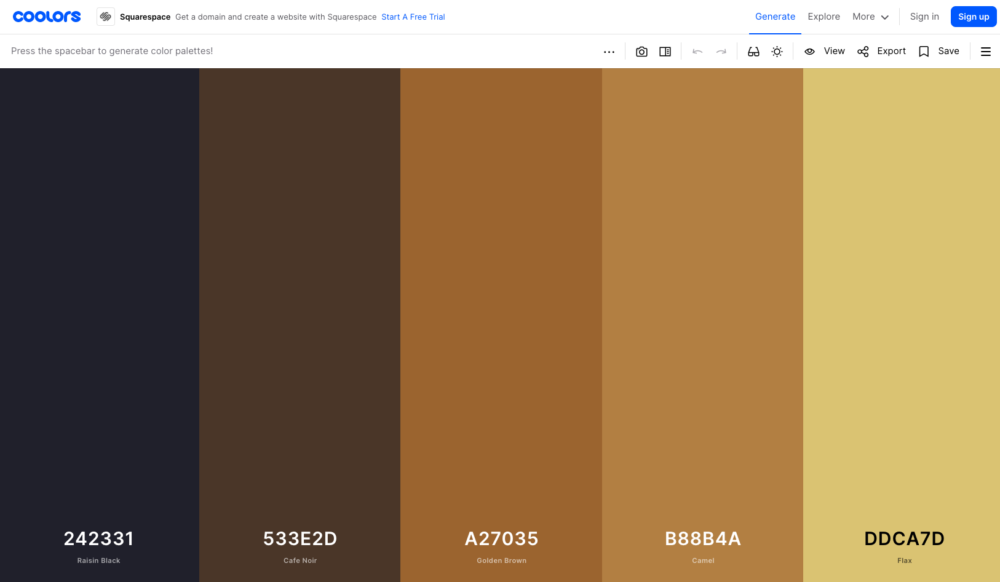 coolors
Squarespace Get a domain and create a website with Squarespace Start A Free Trial
Generate Explore More Sign in Sign up
Press the spacebar to generate color palettes!
View Export Save
242331 533E2D A27035 B88B4A DDCA7D
Raisin Black Cafe Noir Golden Brown Camel Flax